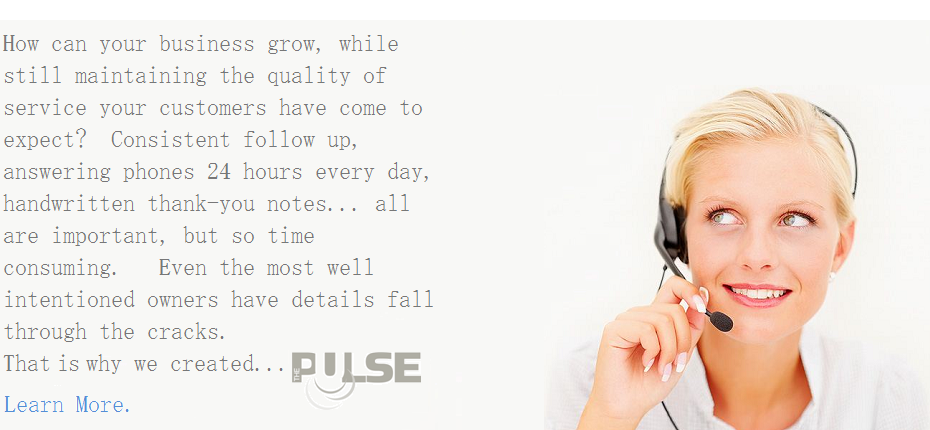 How can your business grow, while
still maintaining the quality of
service your customers have come to
expect? Consistent follow up,
answering phones 24 hours every day,
handwritten thank-you notes... all
are important, but so time
consuming. Even the most well
intentioned owners have details fall
through the cracks.
That is why we created... THE PULSE
Learn More.